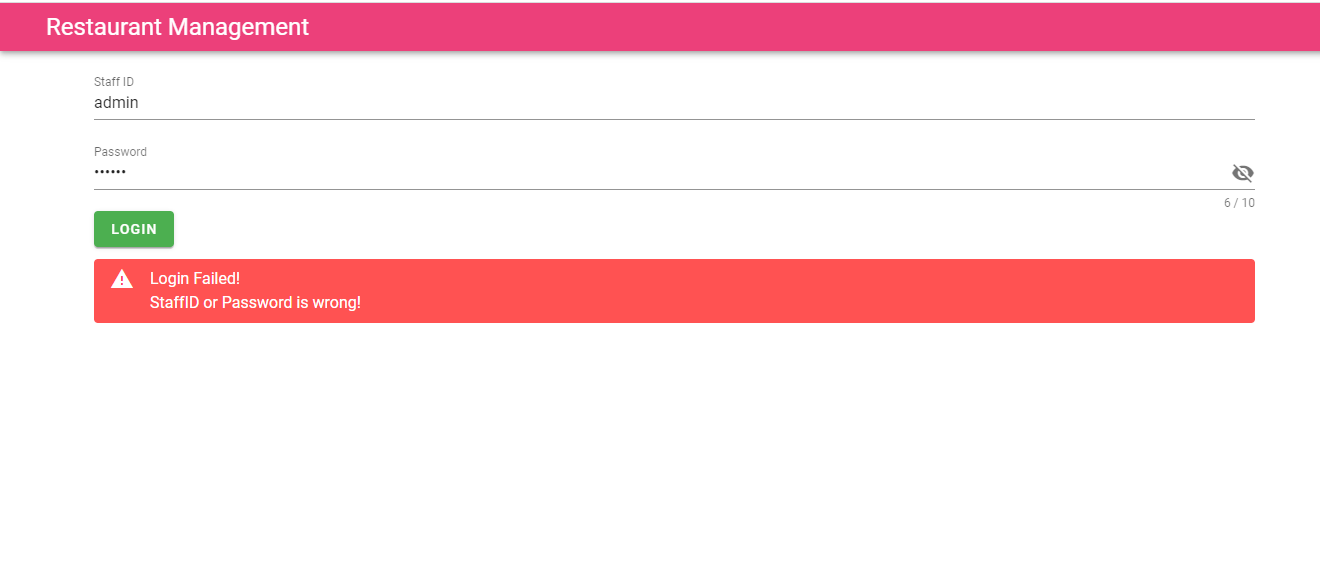 Restaurant Management
Staff ID
admin
Password
••••••
6 / 10
LOGIN
Login Failed!
StaffID or Password is wrong!